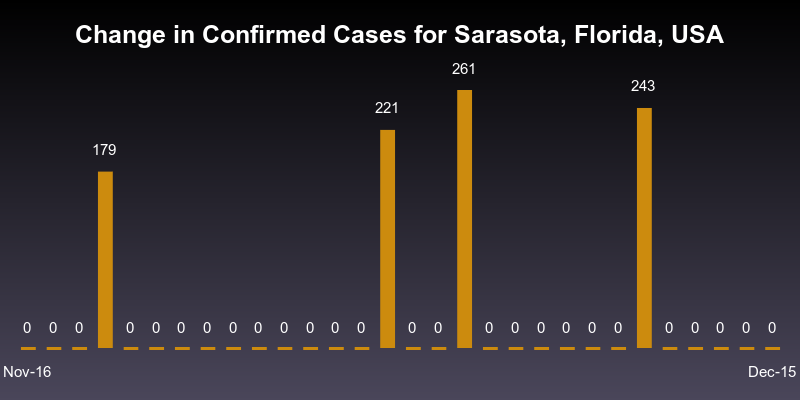 Change in Confirmed Cases for Sarasota, Florida, USA
261
243
221
179
0 0 0 0 0 0 0 0 0 0 0 0 0 0 0 0 0 0 0 0 0 0 0 0 0 0
Nov-16 Dec-15